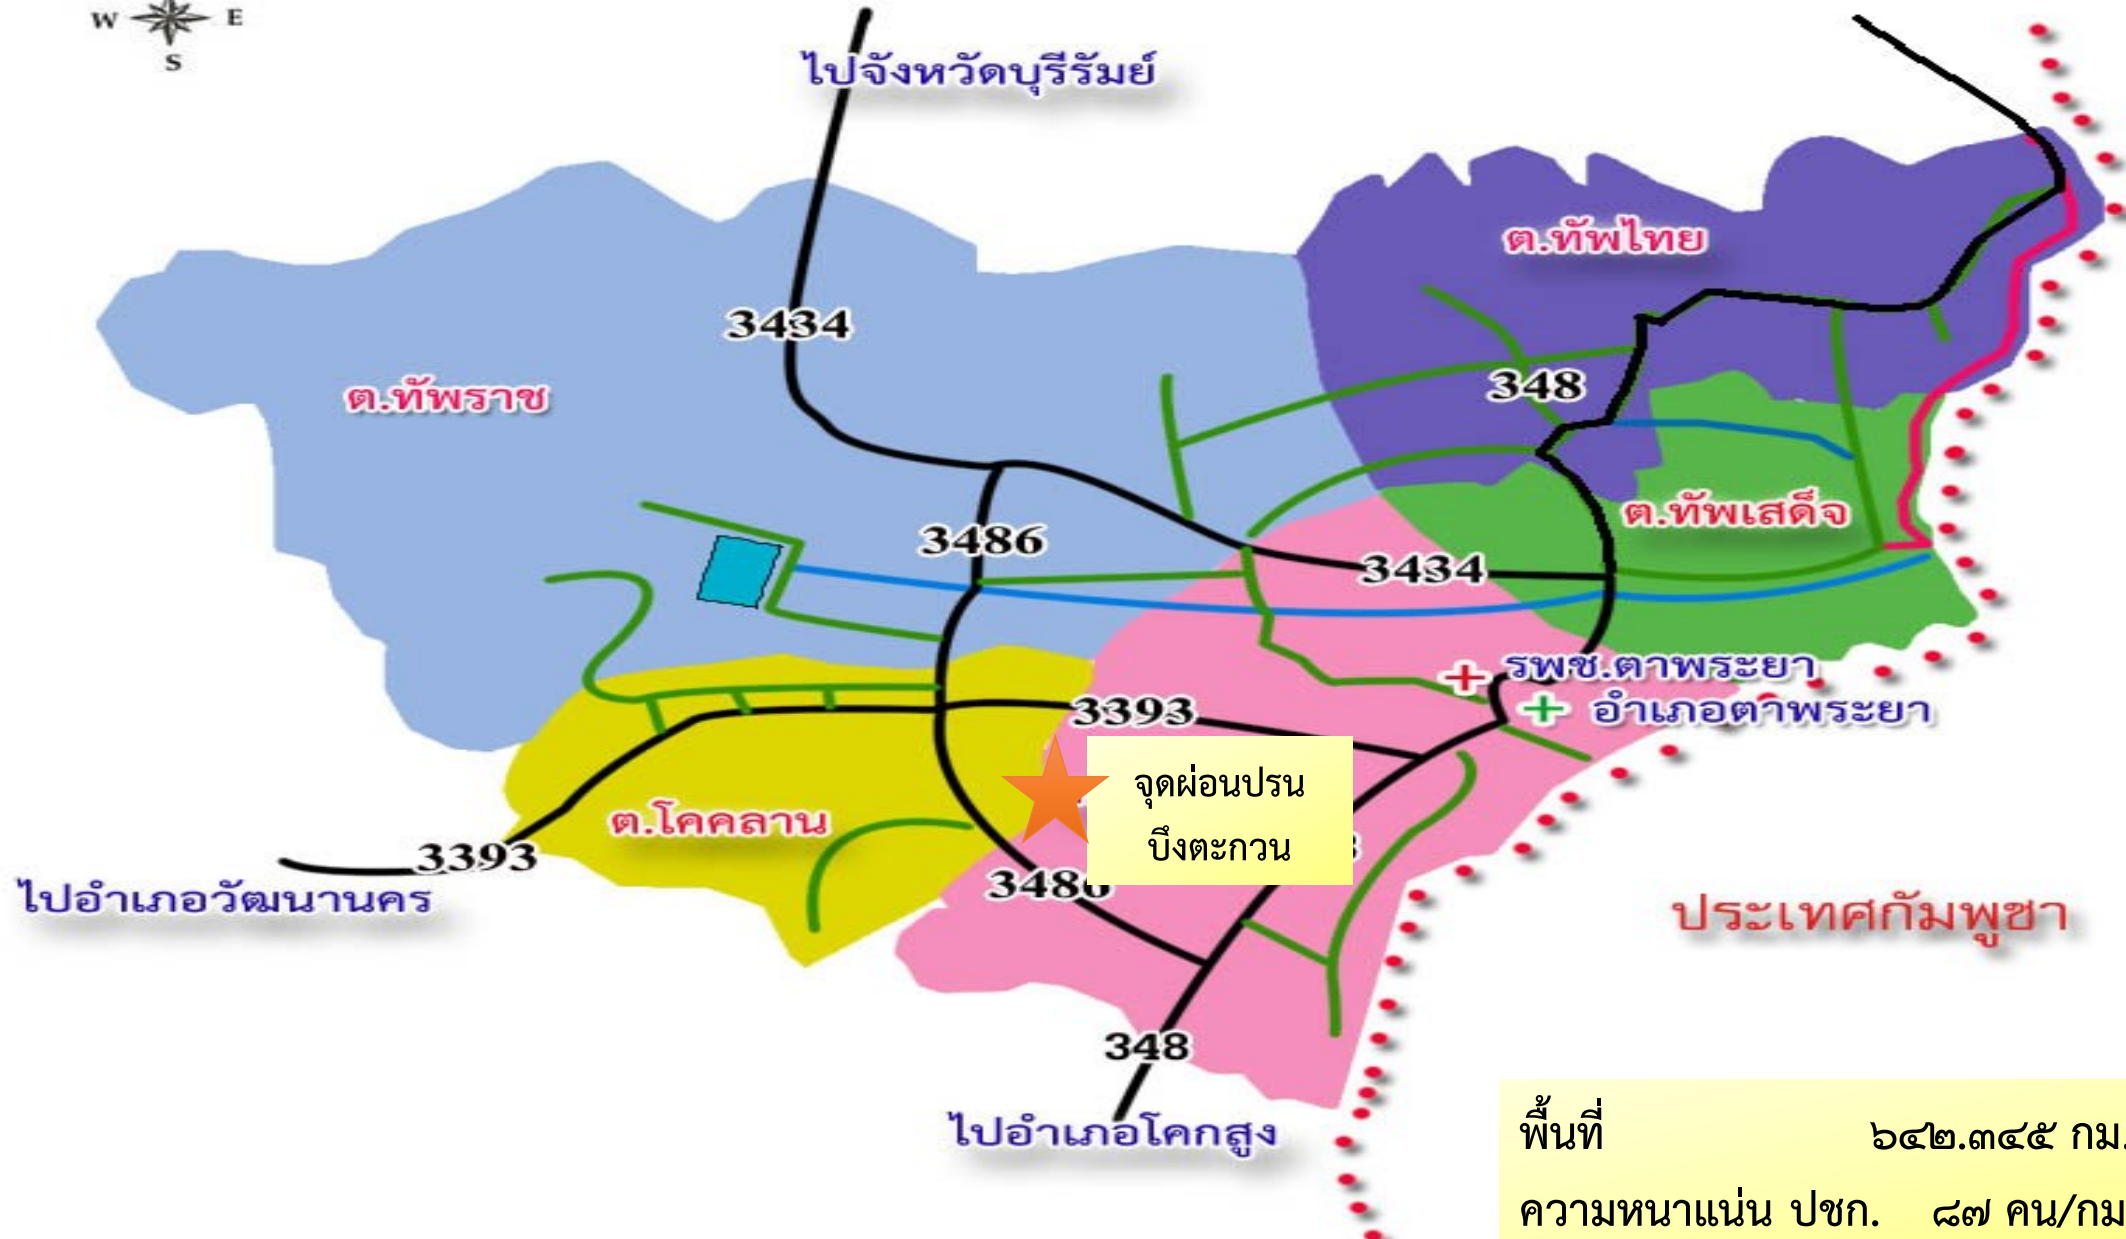 W E
S
ไปจังหวัดบุรีรัมย์
ต.ทัพไทย
3434
348
ต.ทัพราช
ต.ทัพเสด็จ
3486
3434
รพช.ตาพระยา
3393
อำเภอตาพระยา
จุดผ่อนปรน
บึงตะกวน
ต.โคคลาน
3393
3486
ไปอำเภอวัฒนานคร
ประเทศกัมพูชา
348
ไปอำเภอโคกสูง
พื้นที่ ๖๔๒.๓๔๕ กม.
ความหนาแน่น ปชก. ๘๗ คน/กม